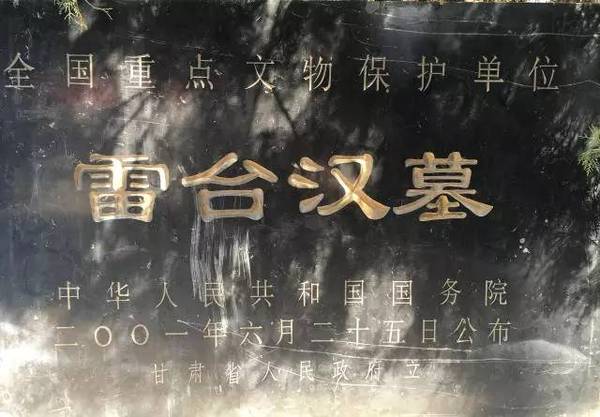 全国重点文物保护单位
雷台汉墓
中华人民共和国国务院
二〇〇一年六月二十五日公布
甘肃省人民政府立